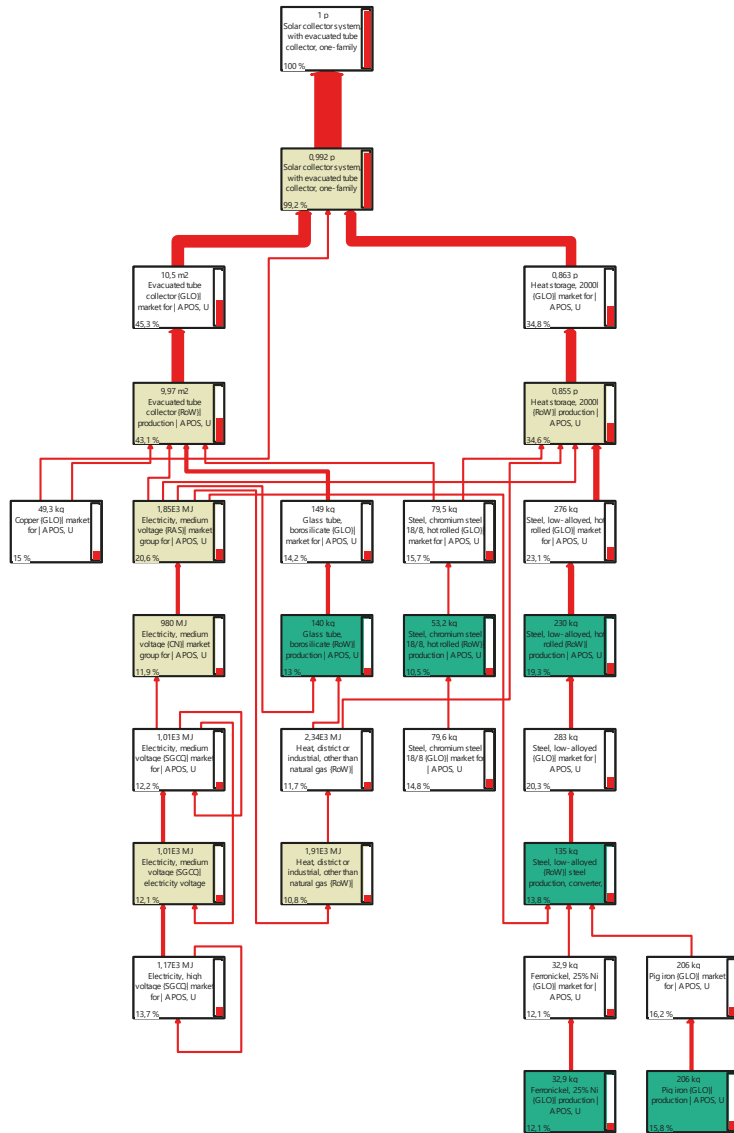 1 p
Solar collector system,
with evacuated tube
collector, one-family
100 %
0,992 p
Solar collector system,
with evacuated tube
collector, one-family
99,2 %
10,5 m2
Evacuated tube
collector {GLO}|
market for | APOS, U
45,3 %
0,863 p
Heat storage, 2000l
{GLO}| market for |
APOS, U
34,8 %
9,97 m2
Evacuated tube
collector {RoW}|
production | APOS, U
43,1 %
0,855 p
Heat storage, 2000l
{RoW}| production |
APOS, U
34,6 %
49,3 kg
Copper {GLO}| market
for | APOS, U
15 %
1,85E3 MJ
Electricity, medium
voltage {RAS}| market
group for | APOS, U
20,6 %
149 kg
Glass tube,
borosilicate {GLO}|
market for | APOS, U
14,2 %
79,5 kg
Steel, chromium steel
18/8, hot rolled {GLO}|
market for | APOS, U
15,7 %
276 kg
Steel, low-alloyed, hot
rolled {GLO}| market
for | APOS, U
23,1 %
980 MJ
Electricity, medium
voltage {CN}| market
group for | APOS, U
11,9 %
140 kg
Glass tube,
borosilicate {RoW}|
production | APOS, U
13 %
53,2 kg
Steel, chromium steel
18/8, hot rolled {RoW}|
production | APOS, U
10,5 %
230 kg
Steel, low-alloyed, hot
rolled {RoW}|
production | APOS, U
19,3 %
1,01E3 MJ
Electricity, medium
voltage {SGCC}| market
for | APOS, U
12,2 %
2,34E3 MJ
Heat, district or
industrial, other than
natural gas {RoW}|
11,7 %
79,6 kg
Steel, chromium steel
18/8 {GLO}| market for
| APOS, U
14,8 %
283 kg
Steel, low-alloyed
{GLO}| market for |
APOS, U
20,3 %
1,01E3 MJ
Electricity, medium
voltage {SGCC}|
electricity voltage
12,1 %
1,91E3 MJ
Heat, district or
industrial, other than
natural gas {RoW}|
10,8 %
135 kg
Steel, low-alloyed
{RoW}| steel
production, converter,
13,8 %
1,17E3 MJ
Electricity, high
voltage {SGCC}| market
for | APOS, U
13,7 %
32,9 kg
Ferronickel, 25% Ni
{GLO}| market for |
APOS, U
12,1 %
206 kg
Pig iron {GLO}| market
for | APOS, U
16,2 %
32,9 kg
Ferronickel, 25% Ni
{GLO}| production |
APOS, U
12,1 %
206 kg
Pig iron {GLO}|
production | APOS, U
15,8 %